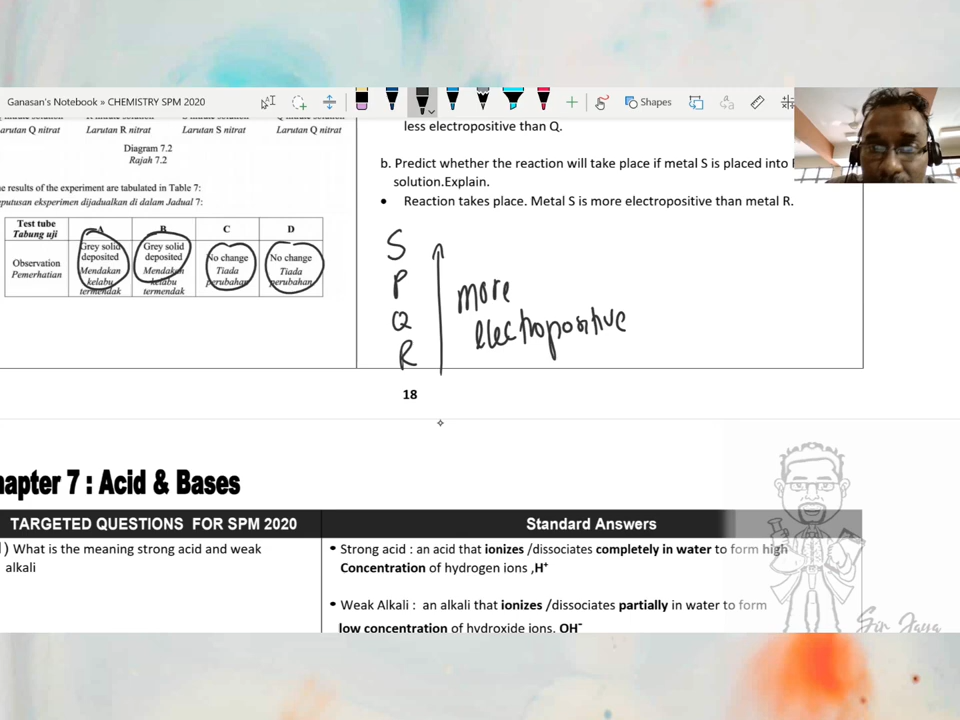 Ganasan's Notebook » CHEMISTRY SPM 2020
Shapes
Larutan R nitrat
Larutan S nitrat
Larutan Q nitrat
Diagram 7.2
Rajah 7.2
results of the experiment are tabulated in Table 7:
eksperimen dijadualkan di dalam Jadual 7:
Test tube
Tabung uji
A
B
C
D
Observation
Pemerhatian
Grey solid
deposited
Mendakan
kelabu
termendak
Grey solid
deposited
Mendakan
kelabu
termendak
No change
Tiada
perubahan
No change
Tiada
perubahan
less electropositive than Q.
b. Predict whether the reaction will take place if metal S is placed into
solution.Explain.
• Reaction takes place. Metal S is more electropositive than metal R.
S
P
Q
R
more
electropositive
18
7 : Acid & Bases
TARGETED QUESTIONS FOR SPM 2020
Standard Answers
) What is the meaning strong acid and weak
alkali
• Strong acid : an acid that ionizes /dissociates completely in water to form high
Concentration of hydrogen ions ,H⁺
• Weak Alkali : an alkali that ionizes /dissociates partially in water to form
low concentration of hydroxide ions. OH⁻
Sir Jaya